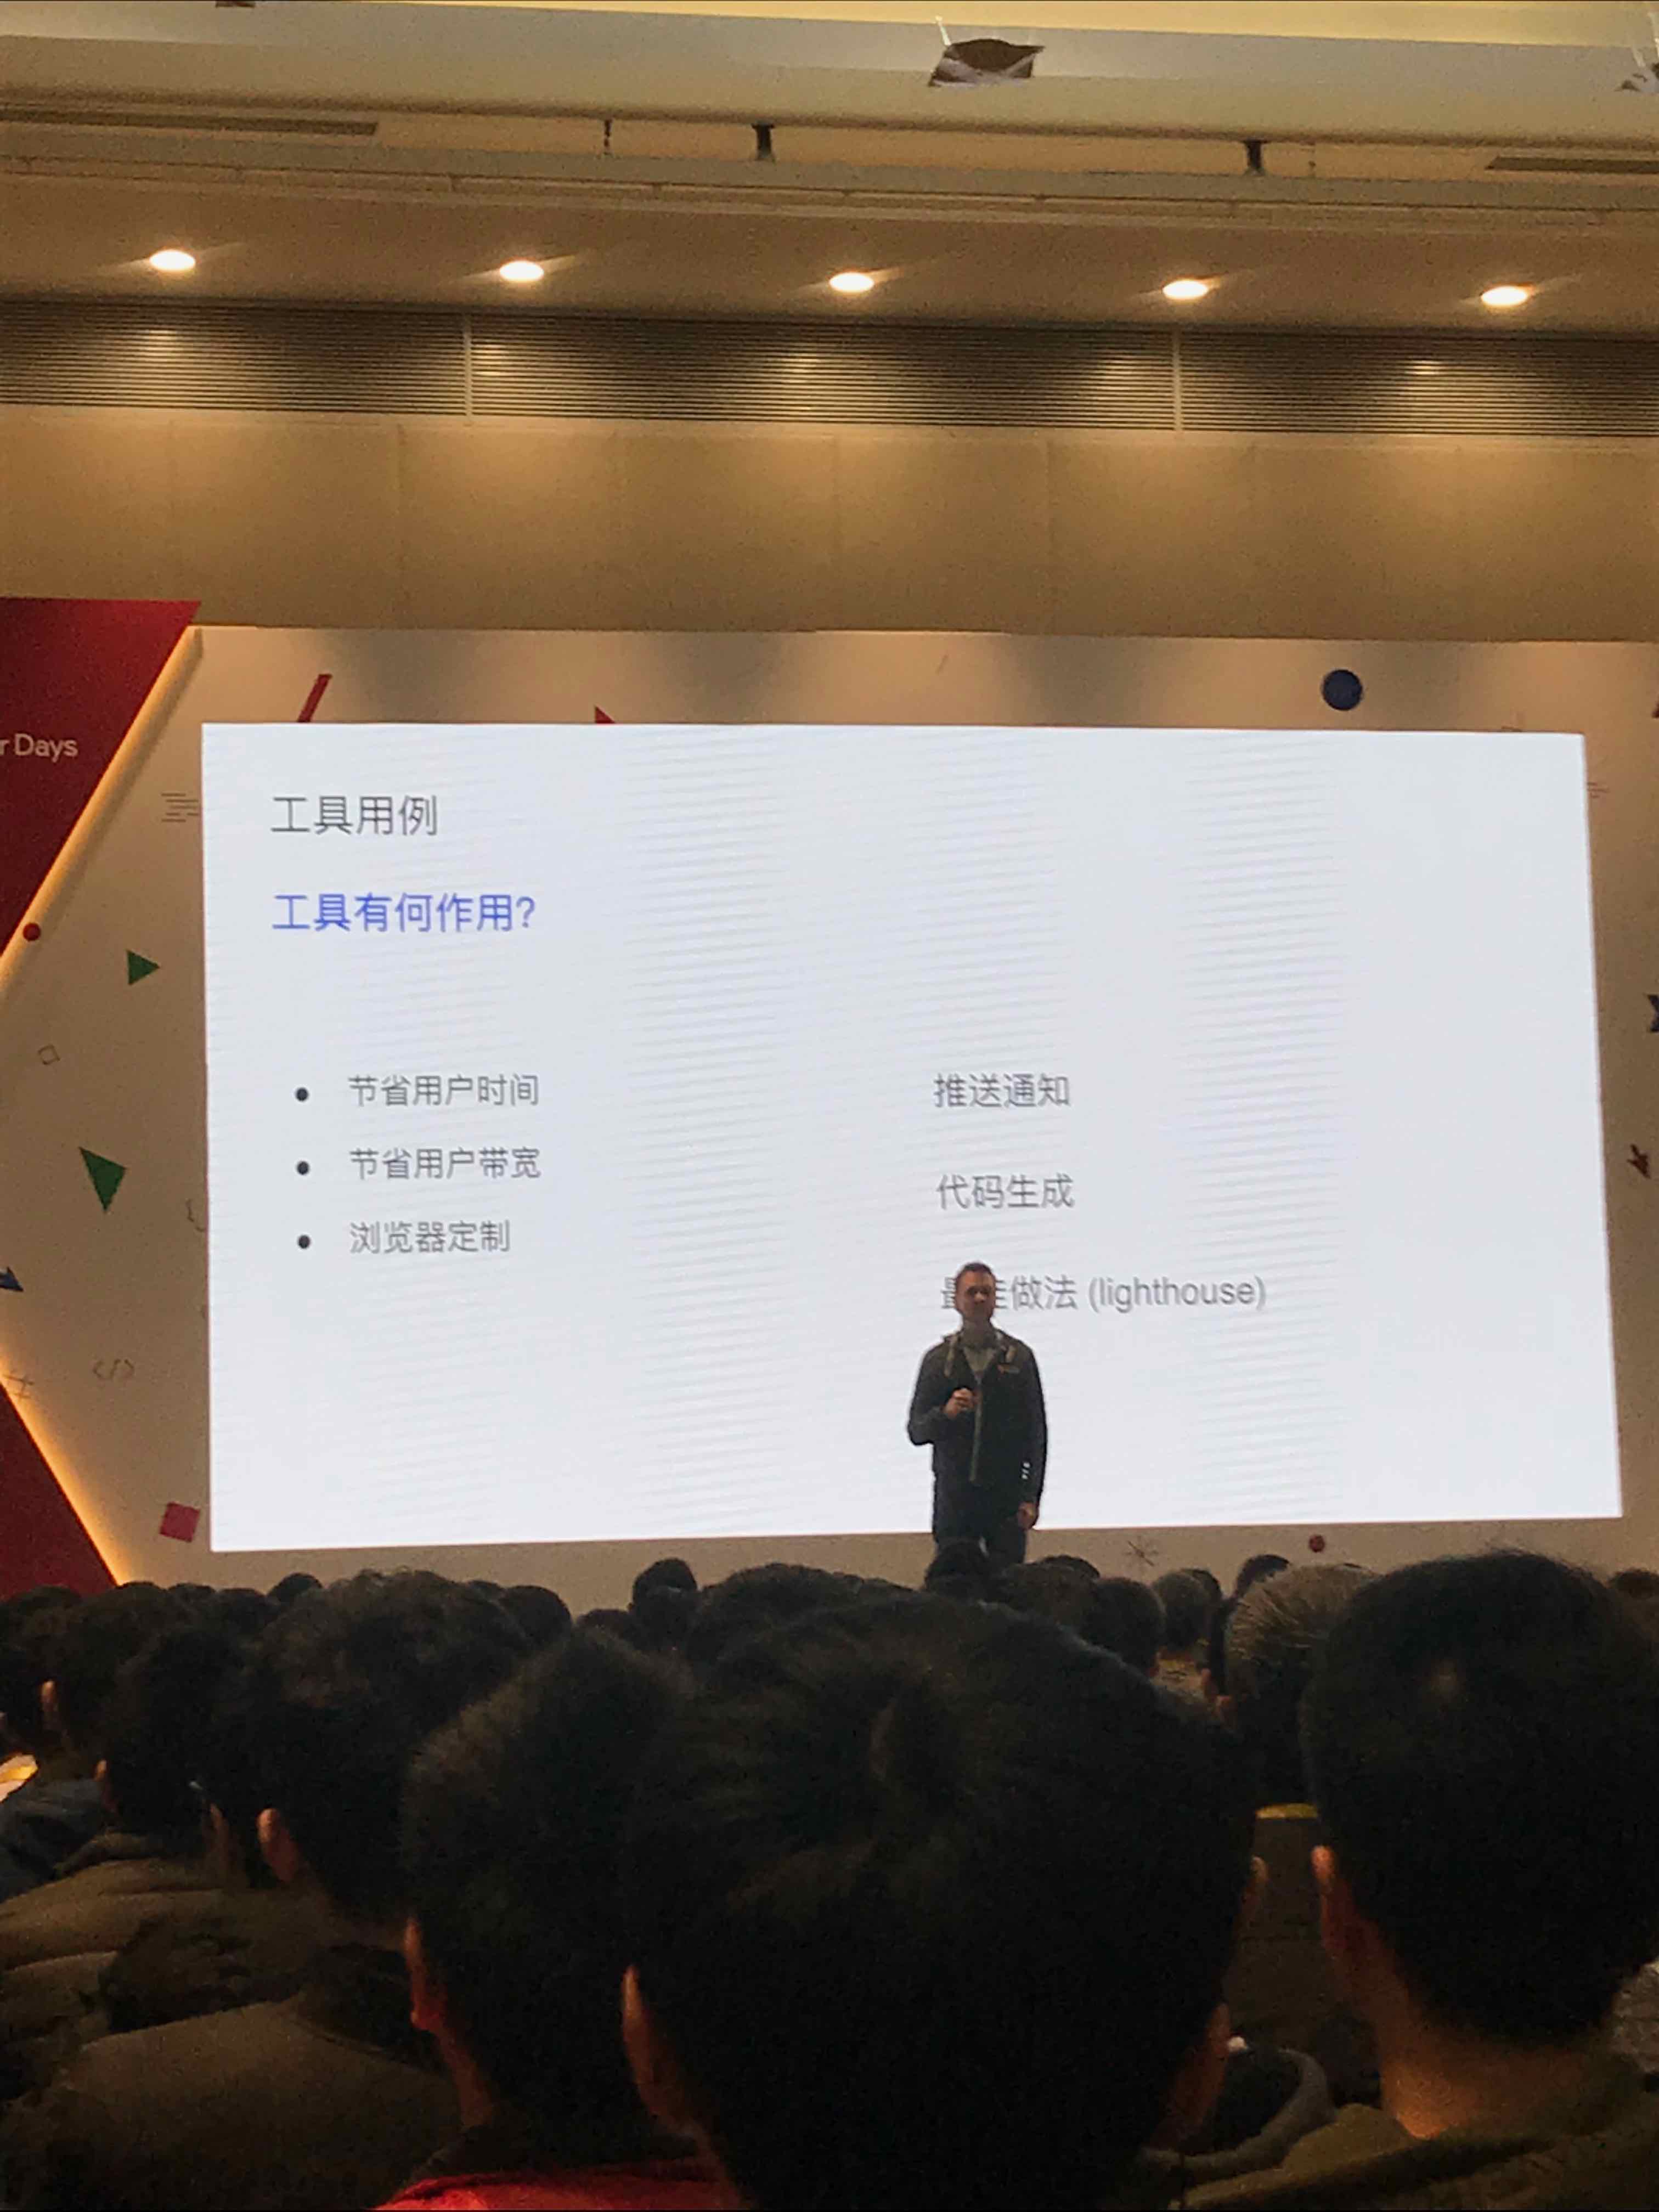 r Days
工具用例
工具有何作用?
节省用户时间
节省用户带宽
浏览器定制
推送通知
代码生成
最佳做法 (lighthouse)